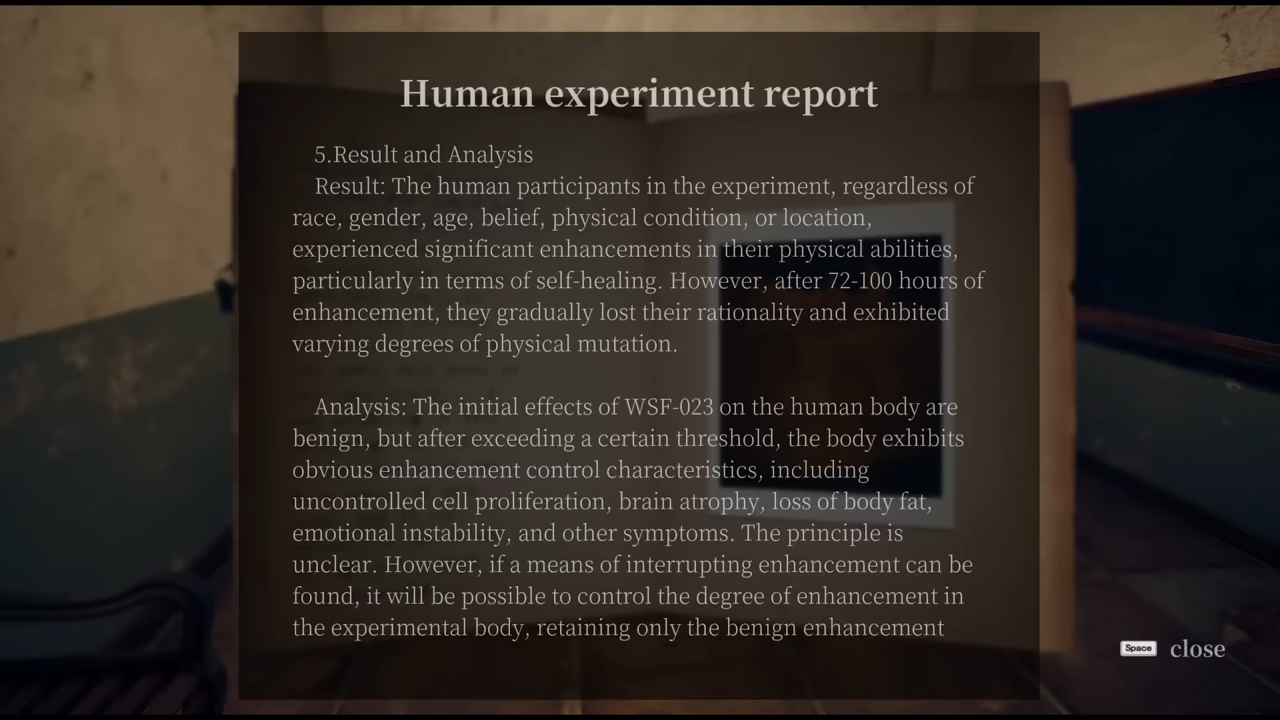 Human experiment report
5.Result and Analysis
Result: The human participants in the experiment, regardless of
race, gender, age, belief, physical condition, or location,
experienced significant enhancements in their physical abilities,
particularly in terms of self-healing. However, after 72-100 hours of
enhancement, they gradually lost their rationality and exhibited
varying degrees of physical mutation.
Analysis: The initial effects of WSF-023 on the human body are
benign, but after exceeding a certain threshold, the body exhibits
obvious enhancement control characteristics, including
uncontrolled cell proliferation, brain atrophy, loss of body fat,
emotional instability, and other symptoms. The principle is
unclear. However, if a means of interrupting enhancement can be
found, it will be possible to control the degree of enhancement in
the experimental body, retaining only the benign enhancement
Space close